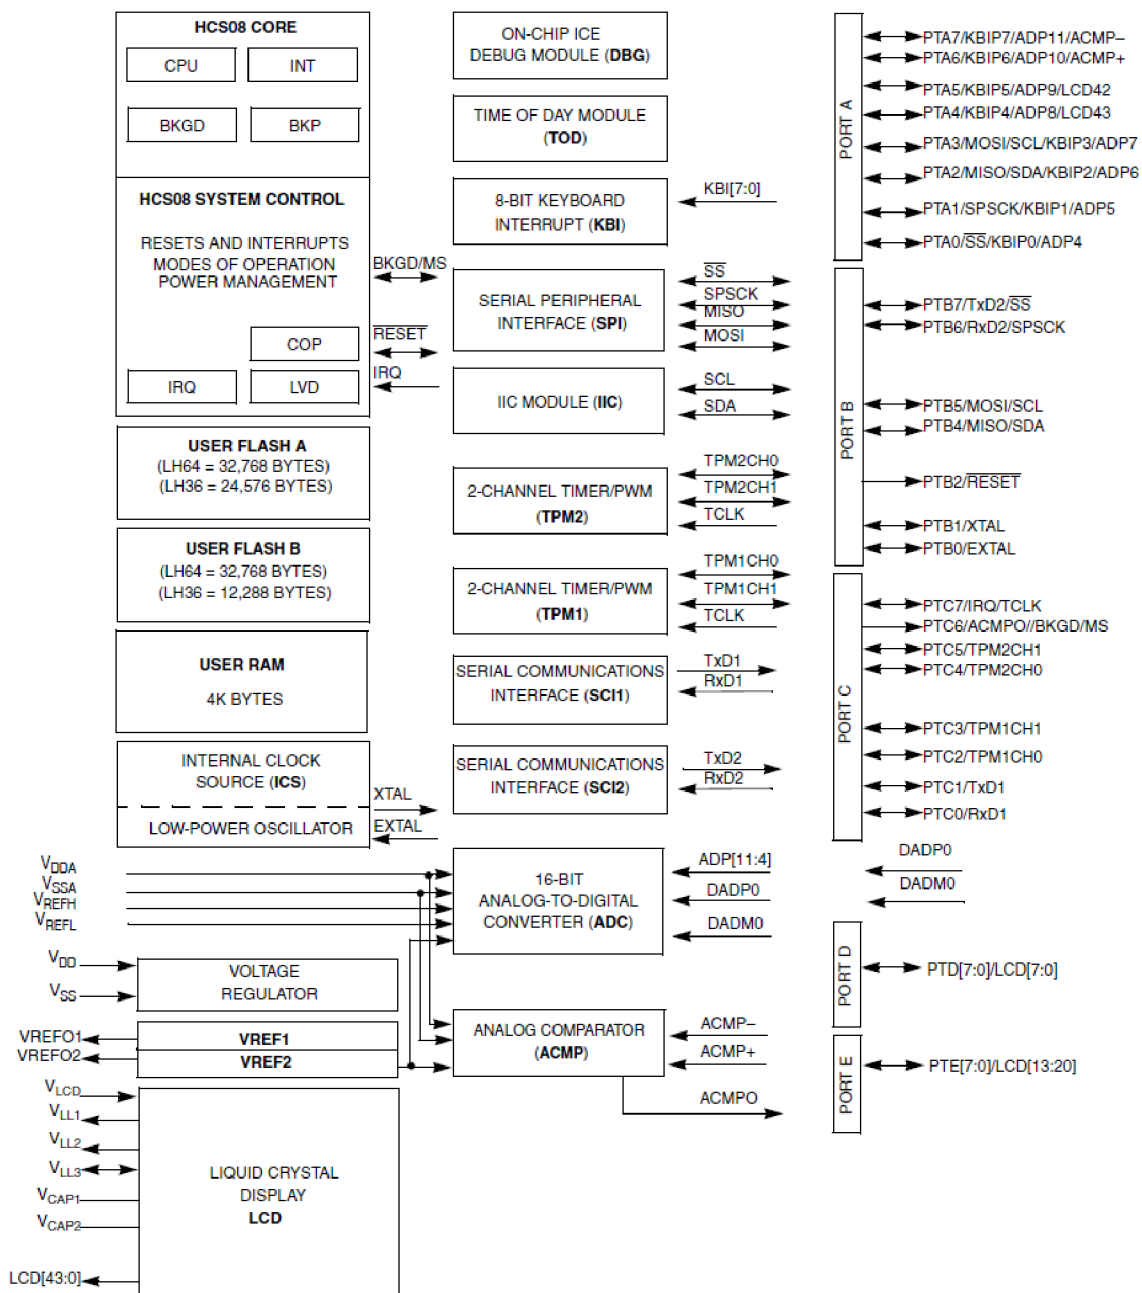 HCS08 CORE
CPU
INT
BKGD
BKP
HCS08 SYSTEM CONTROL
RESETS AND INTERRUPTS
MODES OF OPERATION
POWER MANAGEMENT
COP
IRQ
LVD
BKGD/MS
RESET
IRQ
USER FLASH A
(LH64 = 32,768 BYTES)
(LH36 = 24,576 BYTES)
USER FLASH B
(LH64 = 32,768 BYTES)
(LH36 = 12,288 BYTES)
USER RAM
4K BYTES
INTERNAL CLOCK
SOURCE (ICS)
LOW-POWER OSCILLATOR
XTAL
EXTAL
VDDA
VSSA
VREFH
VREFL
VDD
VSS
VOLTAGE
REGULATOR
VREFO1
VREFO2
VREF1
VREF2
VLCD
VLL1
VLL2
VLL3
VCAP1
VCAP2
LCD[43:0]
LIQUID CRYSTAL
DISPLAY
LCD
ON-CHIP ICE
DEBUG MODULE (DBG)
TIME OF DAY MODULE
(TOD)
8-BIT KEYBOARD
INTERRUPT (KBI)
KBI[7:0]
SERIAL PERIPHERAL
INTERFACE (SPI)
SS
SPSCK
MISO
MOSI
IIC MODULE (IIC)
SCL
SDA
2-CHANNEL TIMER/PWM
(TPM2)
TPM2CH0
TPM2CH1
TCLK
2-CHANNEL TIMER/PWM
(TPM1)
TPM1CH0
TPM1CH1
TCLK
SERIAL COMMUNICATIONS
INTERFACE (SCI1)
TxD1
RxD1
SERIAL COMMUNICATIONS
INTERFACE (SCI2)
TxD2
RxD2
16-BIT
ANALOG-TO-DIGITAL
CONVERTER (ADC)
ADP[11:4]
DADP0
DADM0
ANALOG COMPARATOR
(ACMP)
ACMP–
ACMP+
ACMPO
PORT A
PTA7/KBIP7/ADP11/ACMP–
PTA6/KBIP6/ADP10/ACMP+
PTA5/KBIP5/ADP9/LCD42
PTA4/KBIP4/ADP8/LCD43
PTA3/MOSI/SCL/KBIP3/ADP7
PTA2/MISO/SDA/KBIP2/ADP6
PTA1/SPSCK/KBIP1/ADP5
PTA0/SS/KBIP0/ADP4
PORT B
PTB7/TxD2/SS
PTB6/RxD2/SPSCK
PTB5/MOSI/SCL
PTB4/MISO/SDA
PTB2/RESET
PTB1/XTAL
PTB0/EXTAL
PORT C
PTC7/IRQ/TCLK
PTC6/ACMPO//BKGD/MS
PTC5/TPM2CH1
PTC4/TPM2CH0
PTC3/TPM1CH1
PTC2/TPM1CH0
PTC1/TxD1
PTC0/RxD1
DADP0
DADM0
PORT D
PTD[7:0]/LCD[7:0]
PORT E
PTE[7:0]/LCD[13:20]